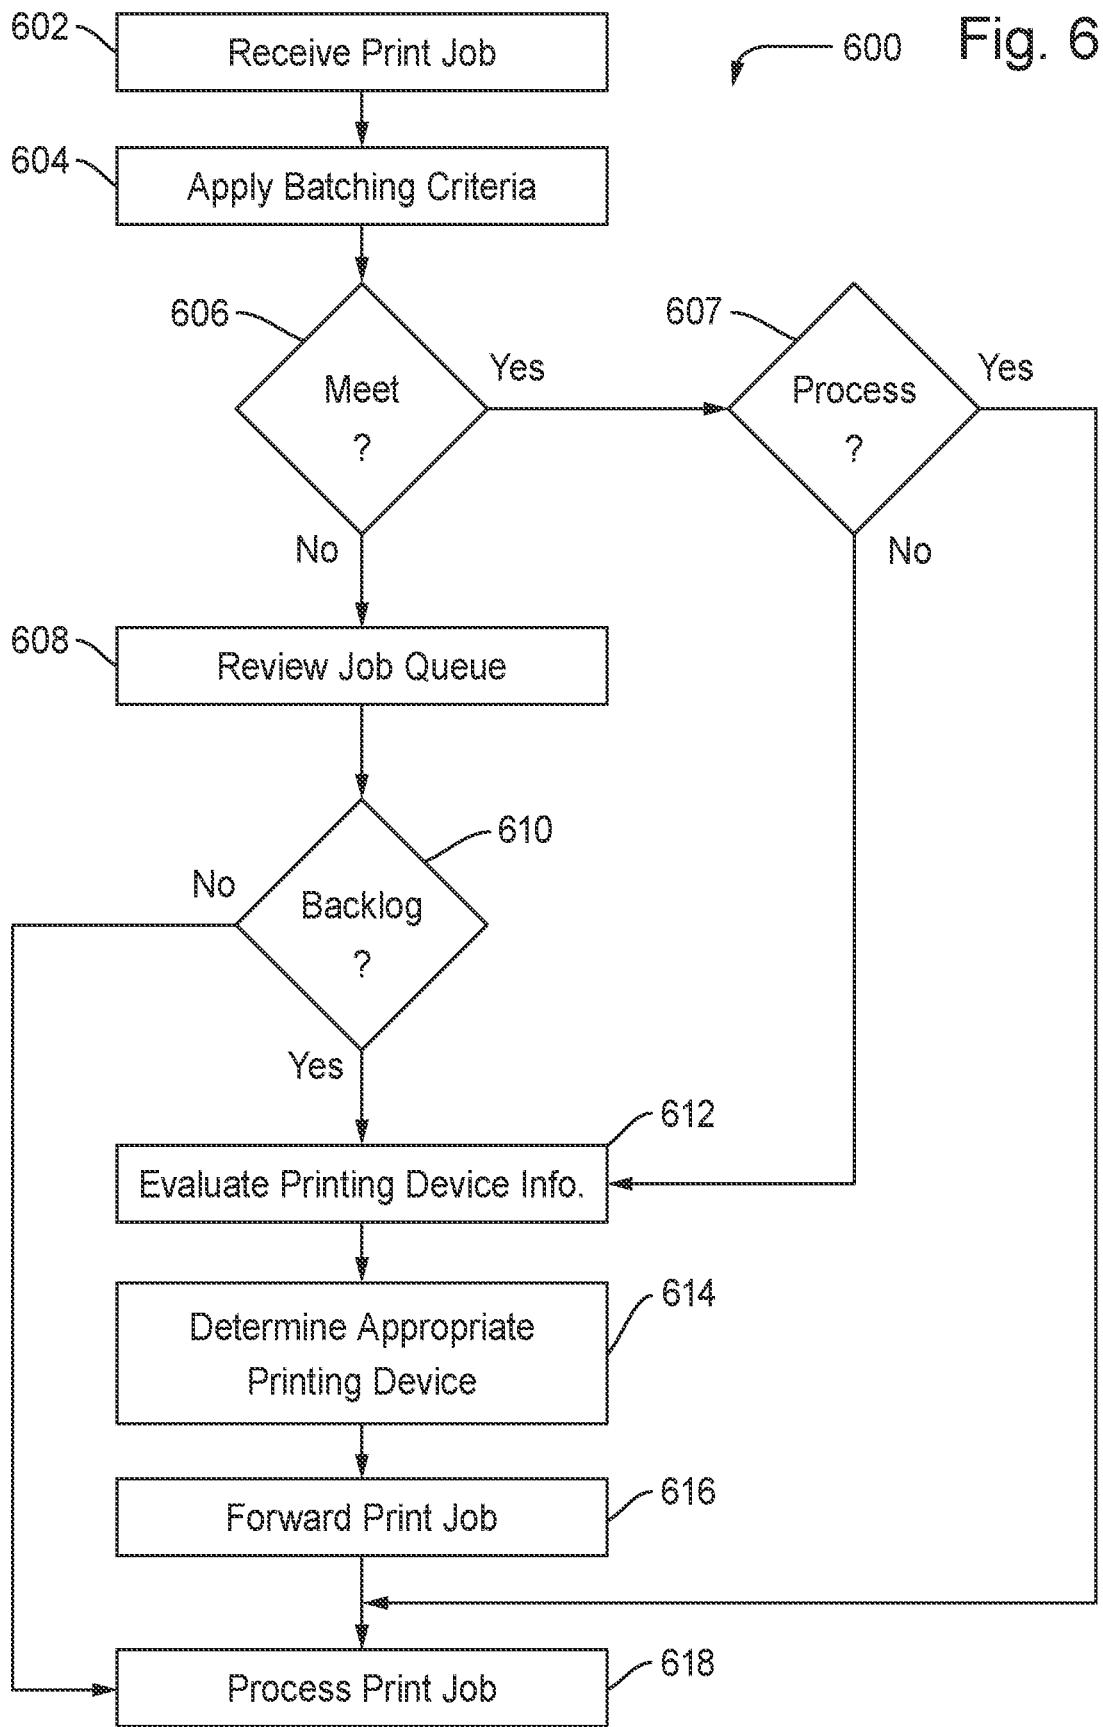 602
Receive Print Job
600
Fig. 6
604
Apply Batching Criteria
606
Meet
?
Yes
No
607
Process
?
Yes
No
608
Review Job Queue
610
No
Backlog
?
Yes
612
Evaluate Printing Device Info.
614
Determine Appropriate
Printing Device
616
Forward Print Job
618
Process Print Job